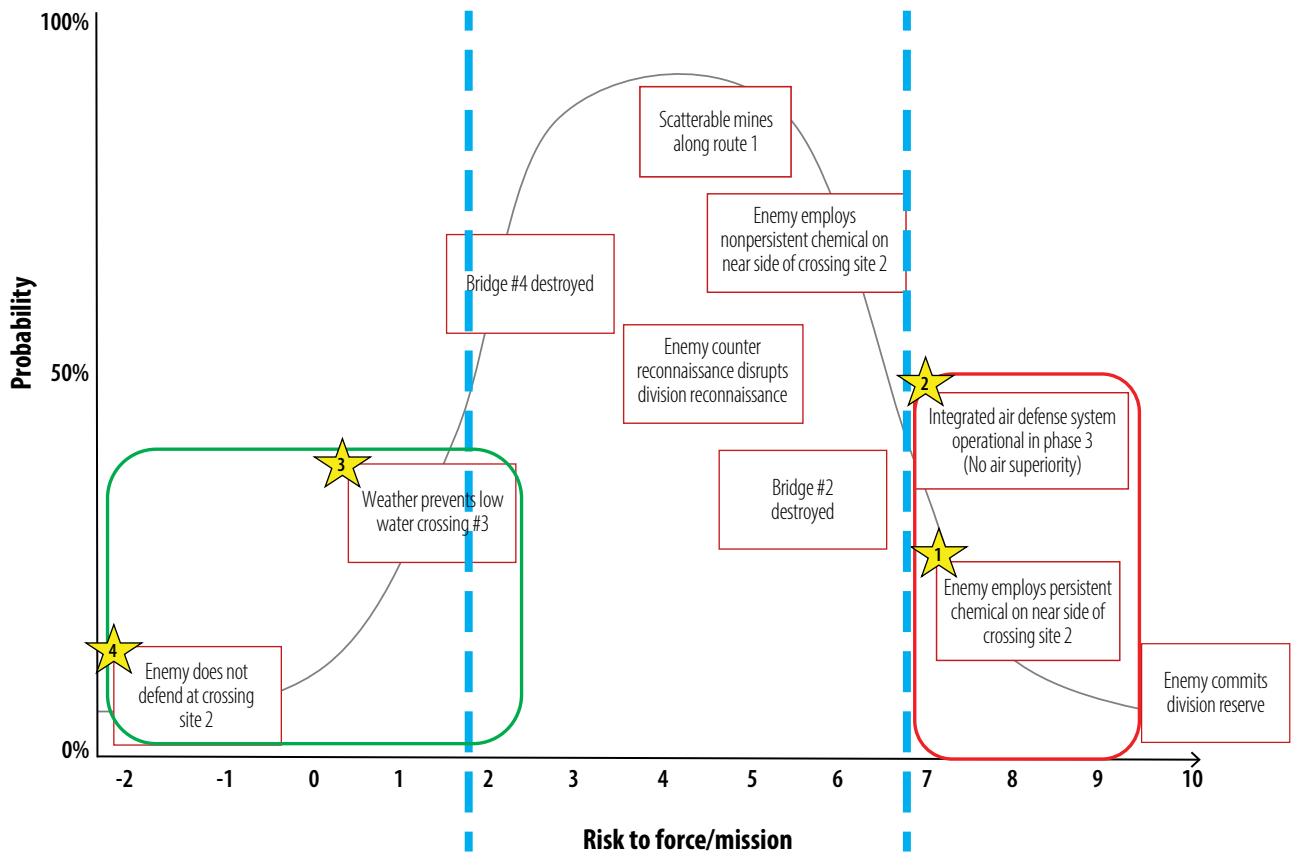 100%
Scatterable mines
along route 1
Enemy employs
nonpersistent chemical on
near side of crossing site 2
Bridge #4 destroyed
Probability
Enemy counter
reconnaissance disrupts
division reconnaissance
50%
2
Integrated air defense system
operational in phase 3
(No air superiority)
3
Weather prevents low
water crossing #3
Bridge #2
destroyed
1
Enemy employs persistent
chemical on near side of
crossing site 2
4
Enemy does not
defend at crossing
site 2
Enemy commits
division reserve
0%
-2 -1 0 1 2 3 4 5 6 7 8 9 10
Risk to force/mission